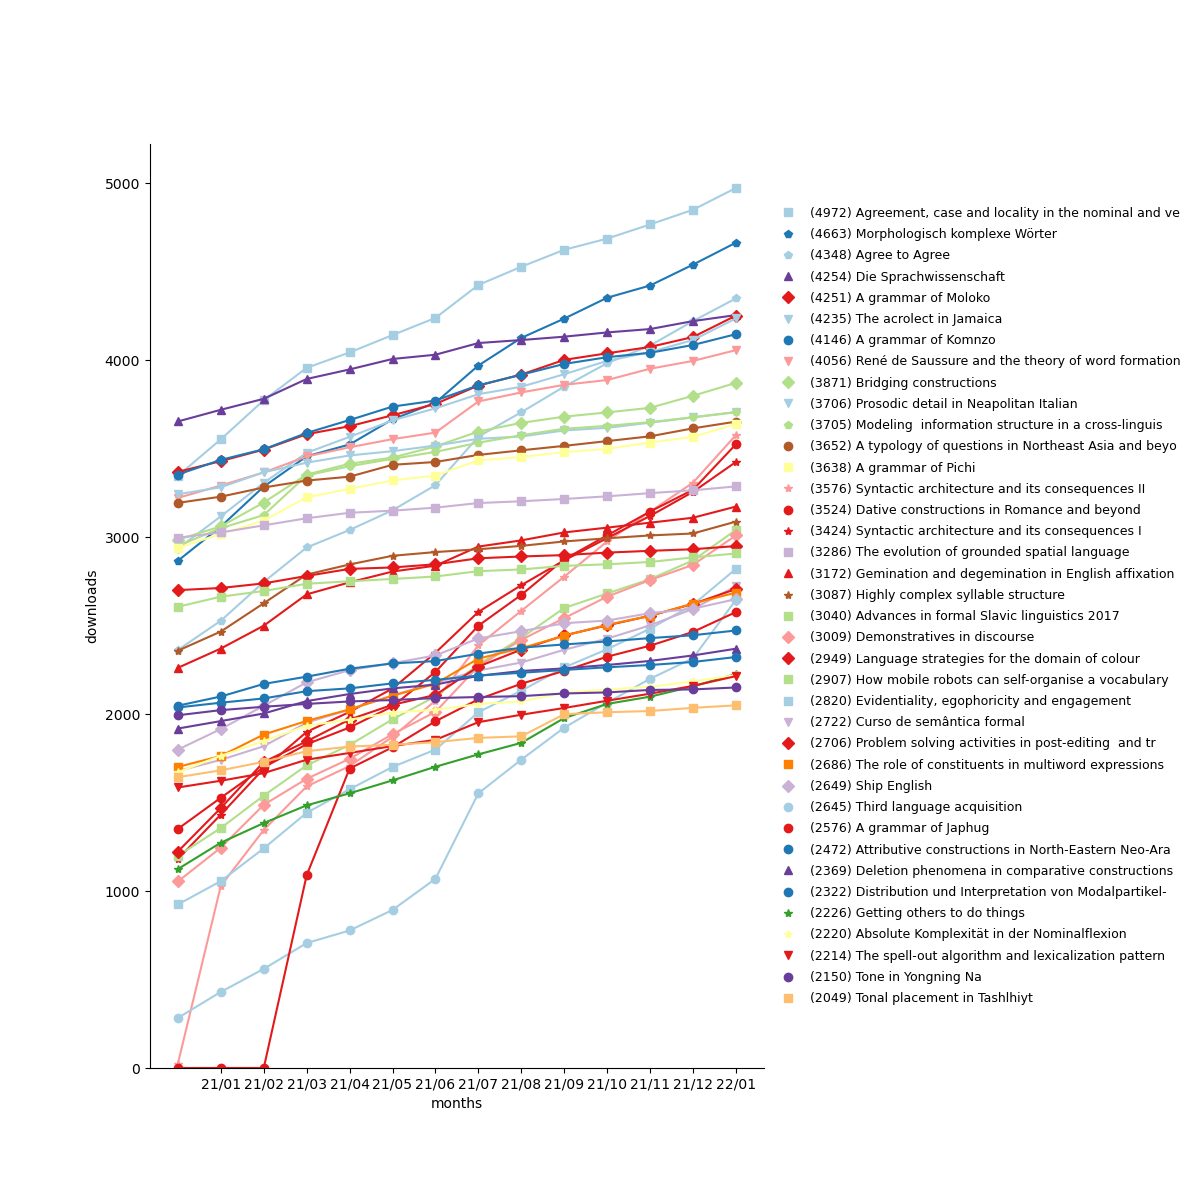 5000
4000
3000
2000
1000
0
downloads
21/01 21/02 21/03 21/04 21/05 21/06 21/07 21/08 21/09 21/10 21/11 21/12 22/01
months
(4972) Agreement, case and locality in the nominal and ve
(4663) Morphologisch komplexe Wörter
(4348) Agree to Agree
(4254) Die Sprachwissenschaft
(4251) A grammar of Moloko
(4235) The acrolect in Jamaica
(4146) A grammar of Komnzo
(4056) René de Saussure and the theory of word formation
(3871) Bridging constructions
(3706) Prosodic detail in Neapolitan Italian
(3705) Modeling  information structure in a cross-linguis
(3652) A typology of questions in Northeast Asia and beyo
(3638) A grammar of Pichi
(3576) Syntactic architecture and its consequences II
(3524) Dative constructions in Romance and beyond
(3424) Syntactic architecture and its consequences I
(3286) The evolution of grounded spatial language
(3172) Gemination and degemination in English affixation
(3087) Highly complex syllable structure
(3040) Advances in formal Slavic linguistics 2017
(3009) Demonstratives in discourse
(2949) Language strategies for the domain of colour
(2907) How mobile robots can self-organise a vocabulary
(2820) Evidentiality, egophoricity and engagement
(2722) Curso de semântica formal
(2706) Problem solving activities in post-editing  and tr
(2686) The role of constituents in multiword expressions
(2649) Ship English
(2645) Third language acquisition
(2576) A grammar of Japhug
(2472) Attributive constructions in North-Eastern Neo-Ara
(2369) Deletion phenomena in comparative constructions
(2322) Distribution und Interpretation von Modalpartikel-
(2226) Getting others to do things
(2220) Absolute Komplexität in der Nominalflexion
(2214) The spell-out algorithm and lexicalization pattern
(2150) Tone in Yongning Na
(2049) Tonal placement in Tashlhiyt